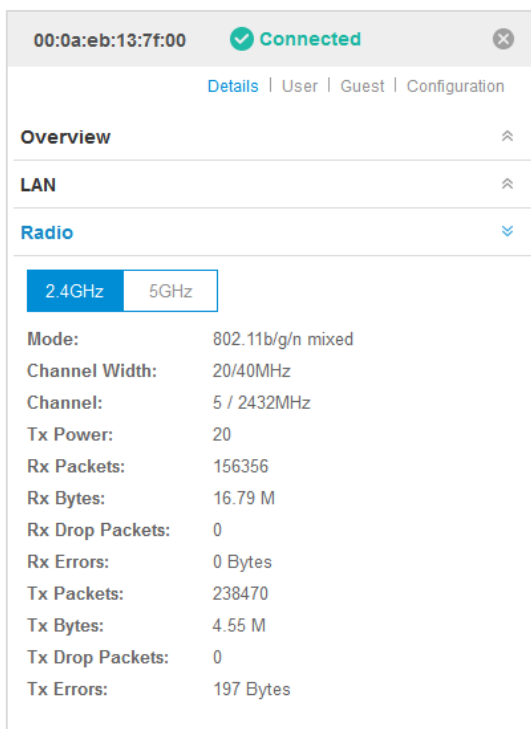 00:0a:eb:13:7f:00 Connected
Details | User | Guest | Configuration
Overview
LAN
Radio
2.4GHz 5GHz
Mode: 802.11b/g/n mixed
Channel Width: 20/40MHz
Channel: 5 / 2432MHz
Tx Power: 20
Rx Packets: 156356
Rx Bytes: 16.79 M
Rx Drop Packets: 0
Rx Errors: 0 Bytes
Tx Packets: 238470
Tx Bytes: 4.55 M
Tx Drop Packets: 0
Tx Errors: 197 Bytes